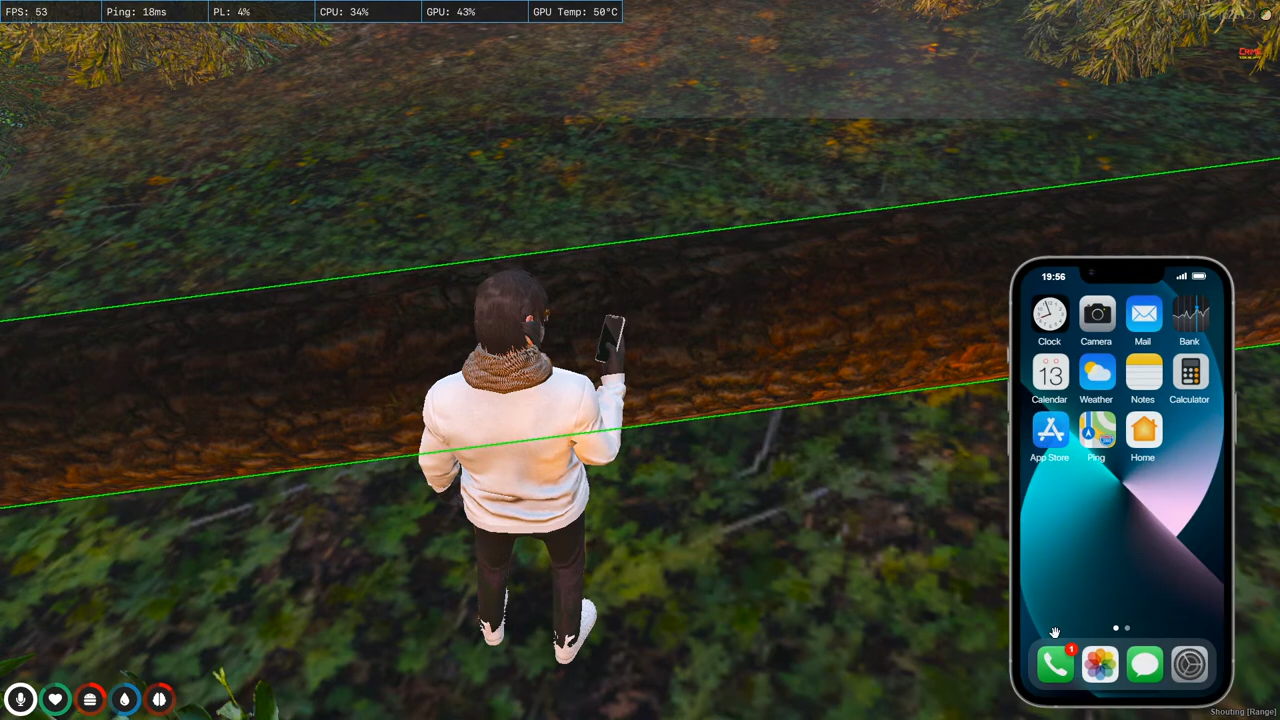 FPS: 53 Ping: 18ms PL: 4% CPU: 34% GPU: 43% GPU Temp: 50°C
CRIME
19:56
Clock Camera Mail Bank
13
Calendar Weather Notes Calculator
App Store Ping Home
1
Shouting [Range]